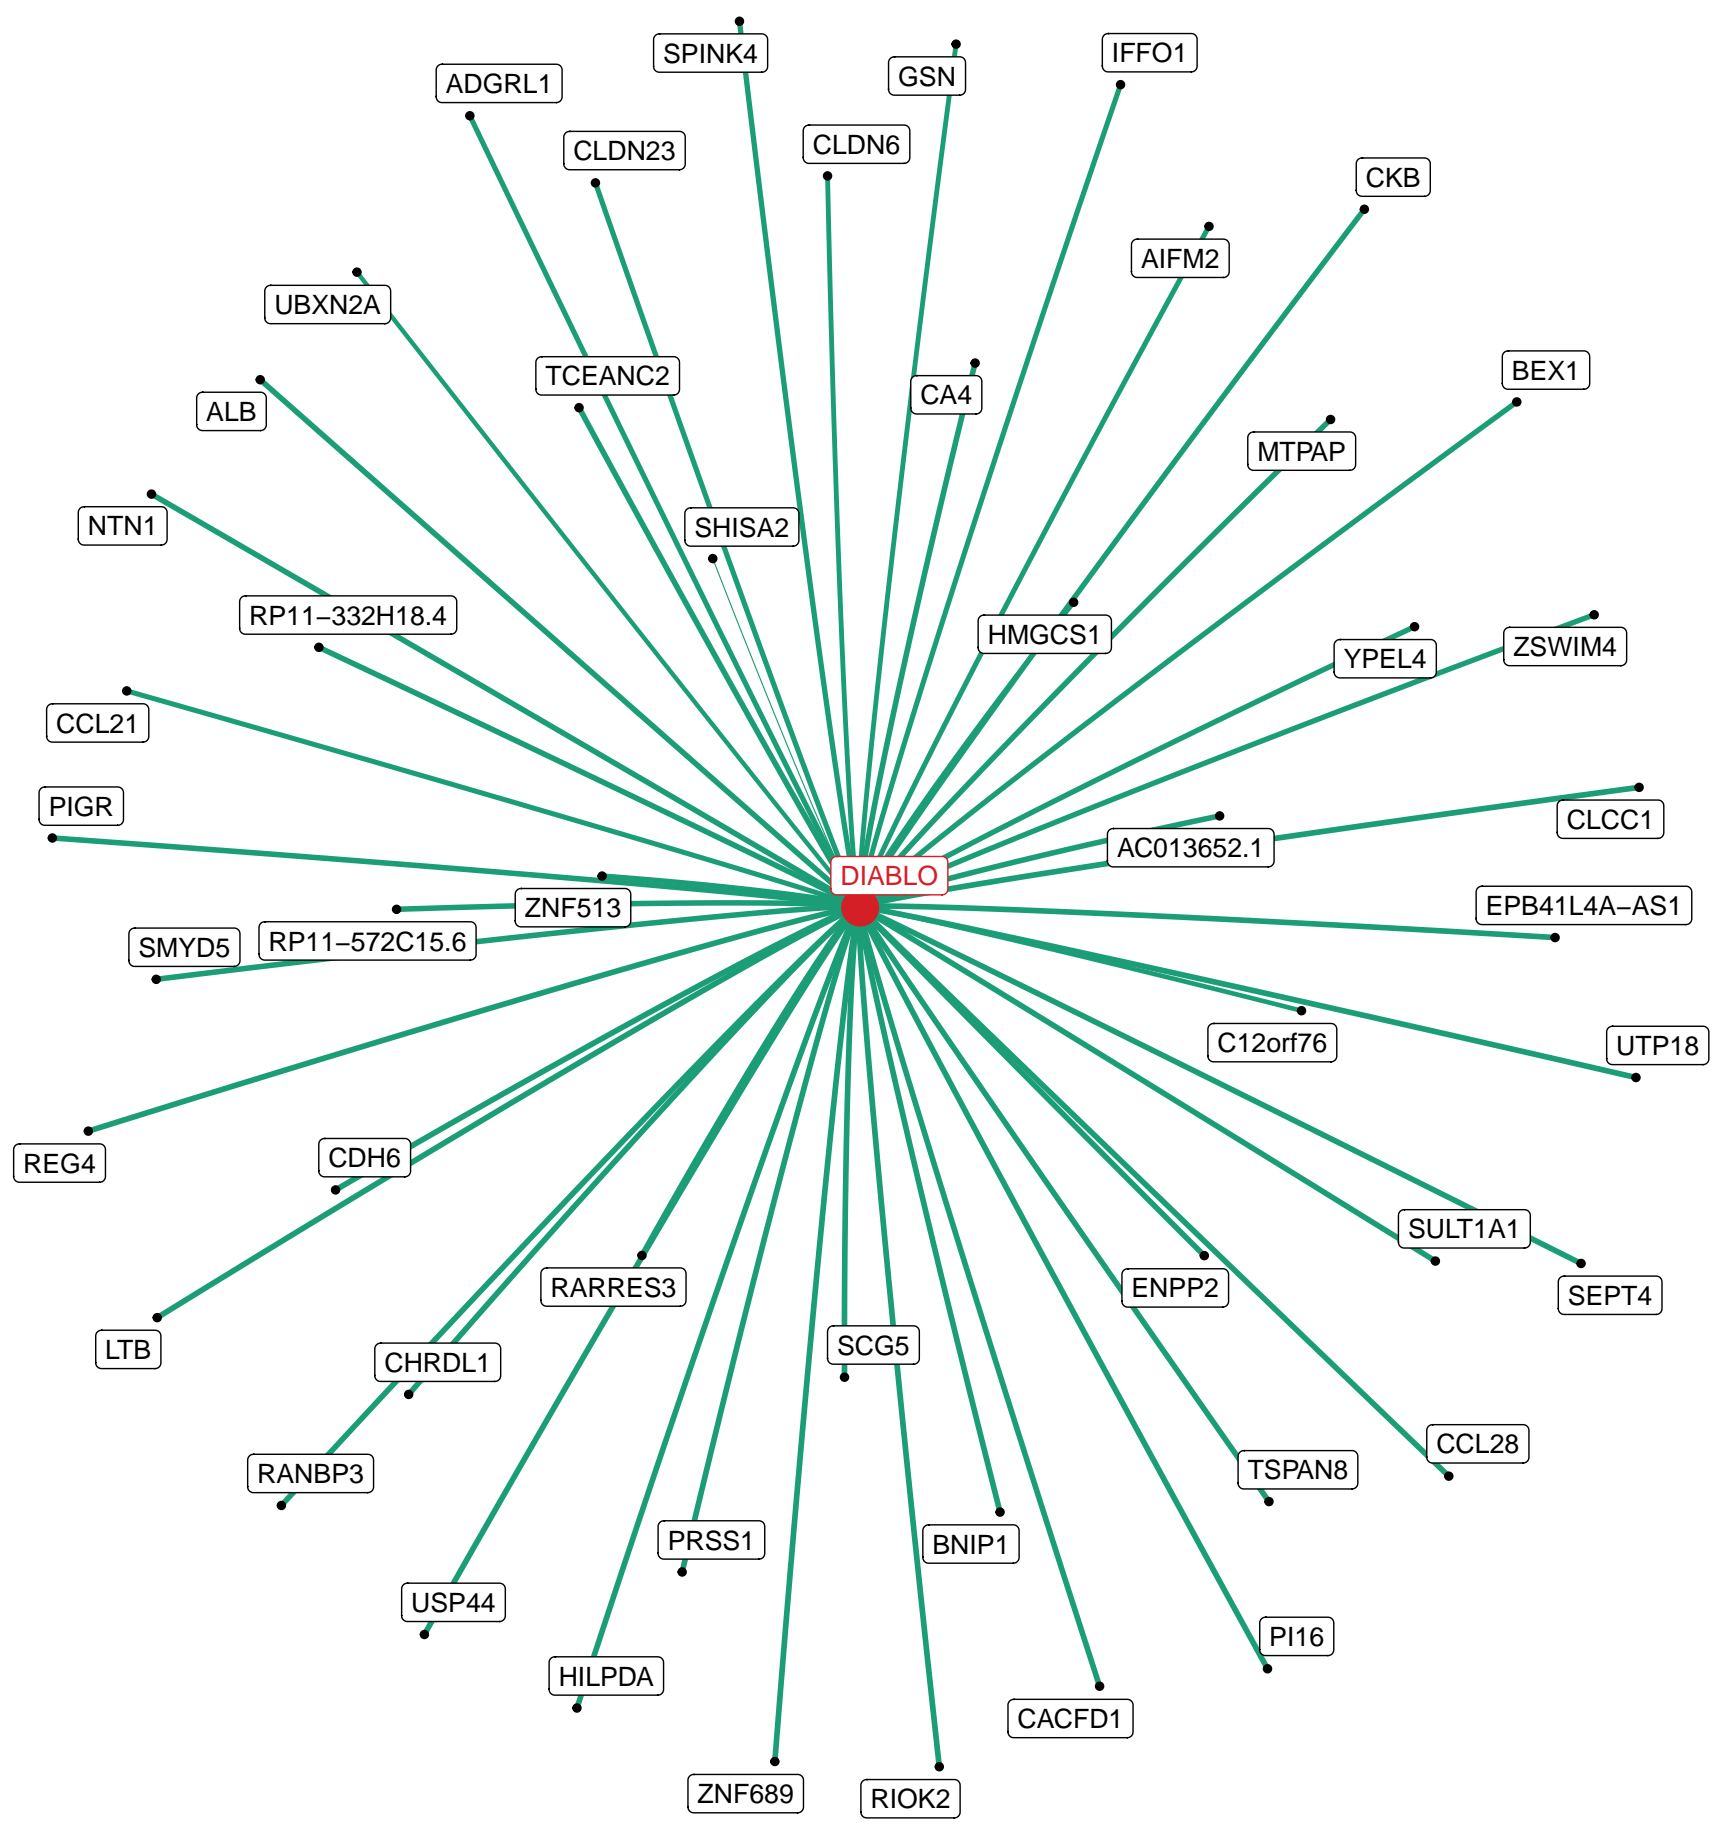 SPINK4
IFFO1
GSN
ADGRL1
CLDN6
CLDN23
CKB
AIFM2
UBXN2A
BEX1
TCEANC2
CA4
ALB
MTPAP
NTN1
SHISA2
RP11−332H18.4
HMGCS1
ZSWIM4
YPEL4
CCL21
PIGR
CLCC1
AC013652.1
DIABLO
EPB41L4A−AS1
ZNF513
RP11−572C15.6
SMYD5
C12orf76
UTP18
CDH6
REG4
SULT1A1
RARRES3
ENPP2
SEPT4
SCG5
LTB
CHRDL1
CCL28
TSPAN8
RANBP3
PRSS1
BNIP1
USP44
PI16
HILPDA
CACFD1
ZNF689
RIOK2